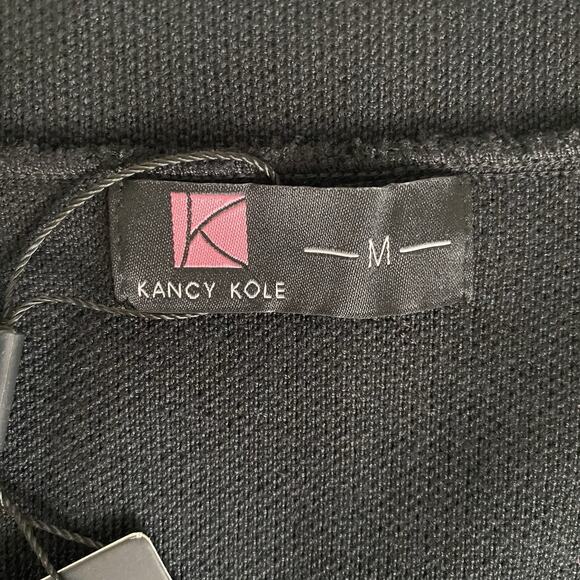 K
KANCY KOLE
— M —